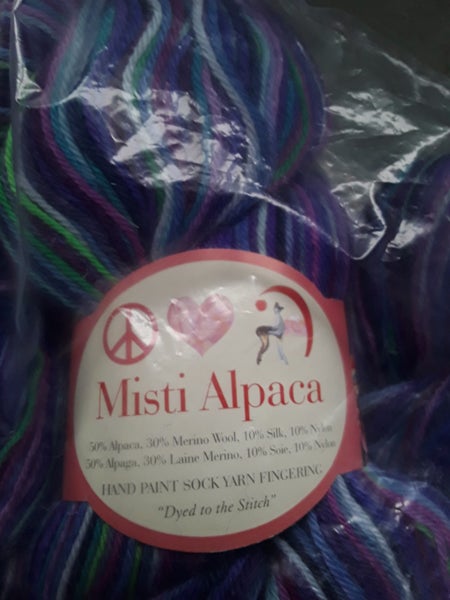 Misti Alpaca
50% Alpaca, 30% Merino Wool, 10% Silk, 10% Nylon
50% Alpaga, 30% Laine Merino, 10% Soie, 10% Nylon
HAND PAINT SOCK YARN FINGERING
"Dyed to the Stitch"